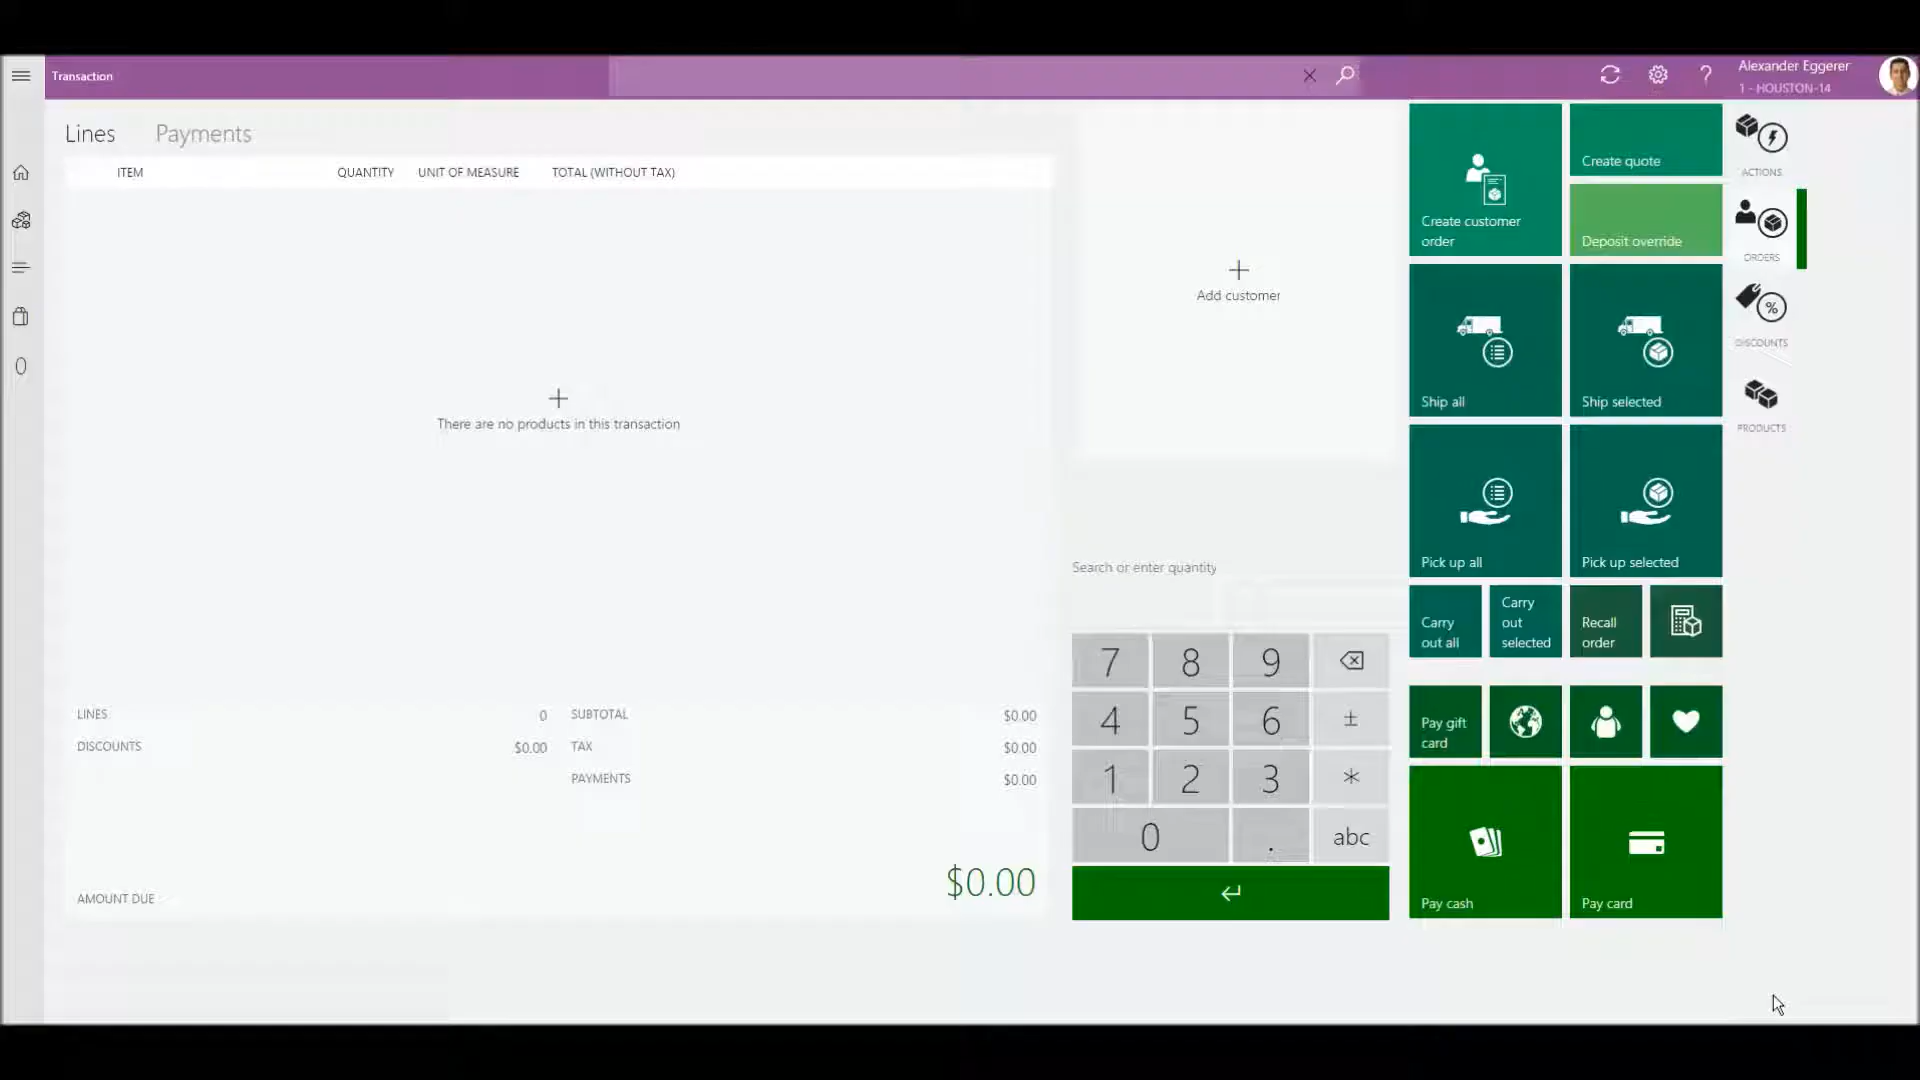 Transaction
Alexander Eggerer
1 - HOUSTON-14
Lines
Payments
ITEM
QUANTITY
UNIT OF MEASURE
TOTAL (WITHOUT TAX)
There are no products in this transaction
0
LINES
0
DISCOUNTS
$0.00
SUBTOTAL
$0.00
TAX
$0.00
PAYMENTS
$0.00
AMOUNT DUE
$0.00
Add customer
Search or enter quantity
7
8
9
4
5
6
±
1
2
3
*
0
.
abc
Create customer
order
Create quote
Deposit override
Ship all
Ship selected
Pick up all
Pick up selected
Carry
out all
Carry
out
selected
Recall
order
Pay gift
card
Pay cash
Pay card
ACTIONS
ORDERS
DISCOUNTS
PRODUCTS